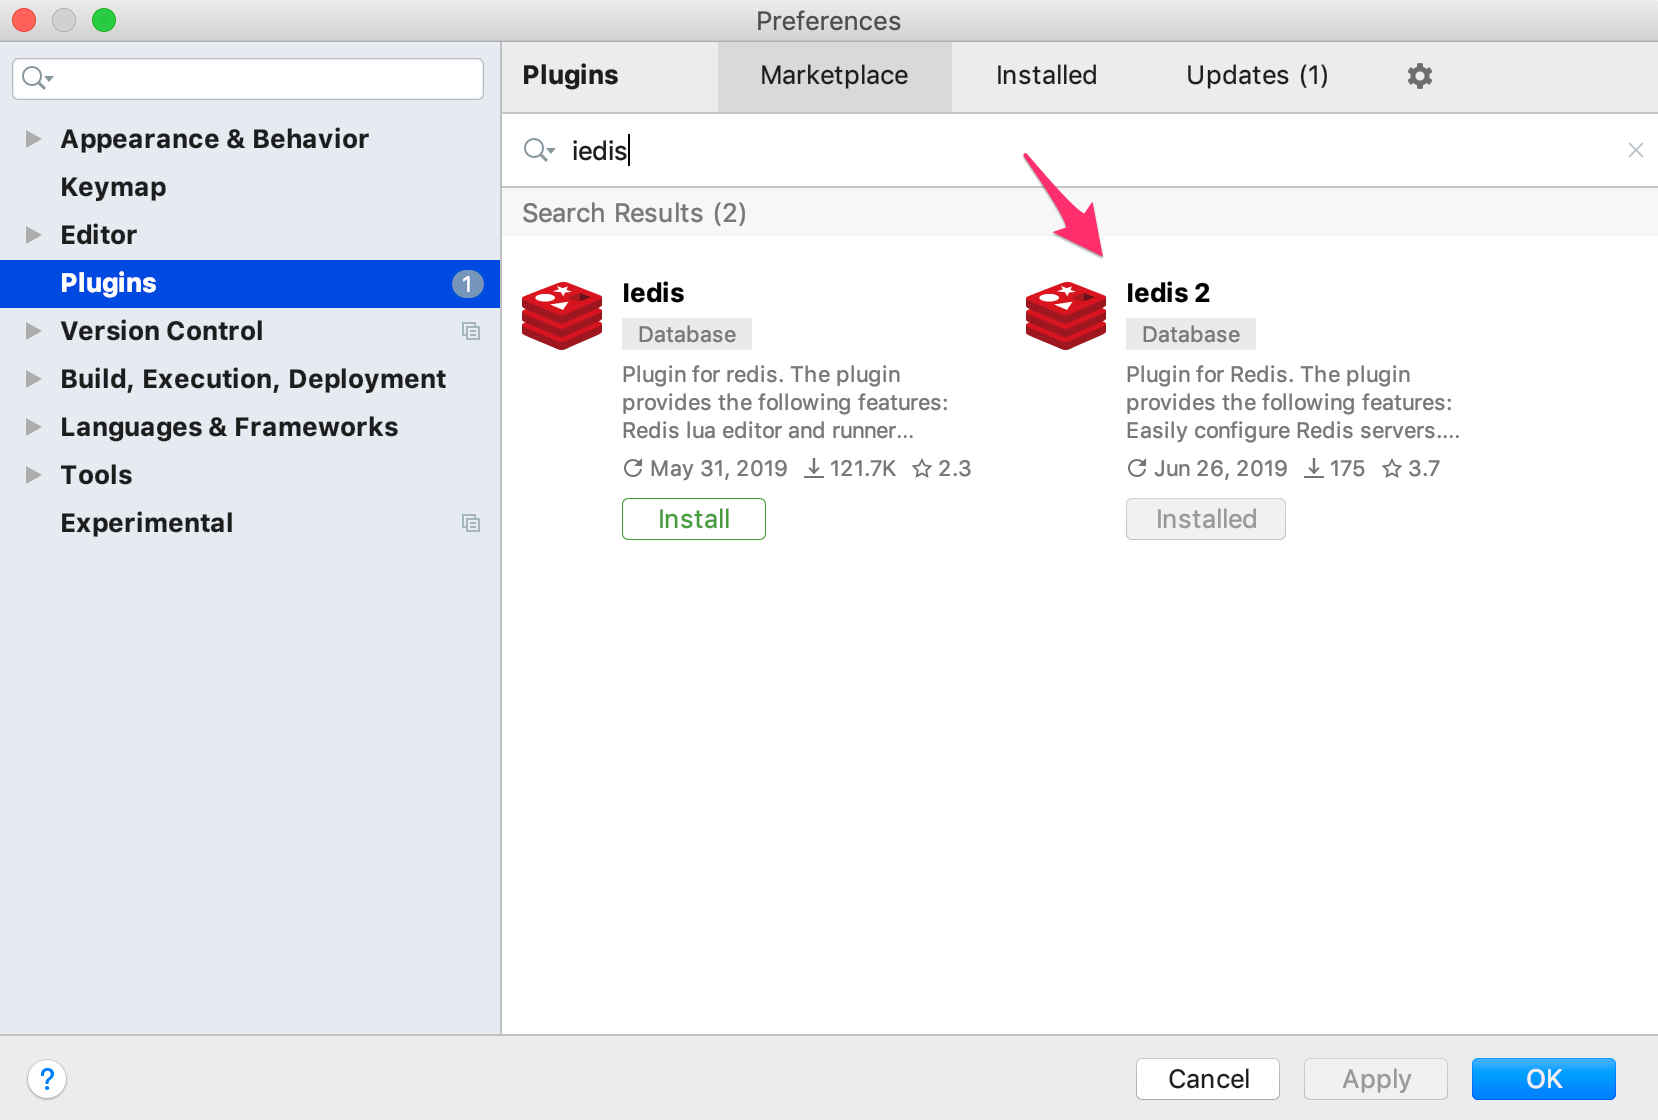 Preferences
Appearance & Behavior
Keymap
Editor
Plugins 1
Version Control
Build, Execution, Deployment
Languages & Frameworks
Tools
Experimental
Plugins Marketplace Installed Updates (1)
iedis
Search Results (2)
Iedis
Database
Plugin for redis. The plugin
provides the following features:
Redis lua editor and runner...
May 31, 2019 121.7K 2.3
Install
Iedis 2
Database
Plugin for Redis. The plugin
provides the following features:
Easily configure Redis servers....
Jun 26, 2019 175 3.7
Installed
? Cancel Apply OK